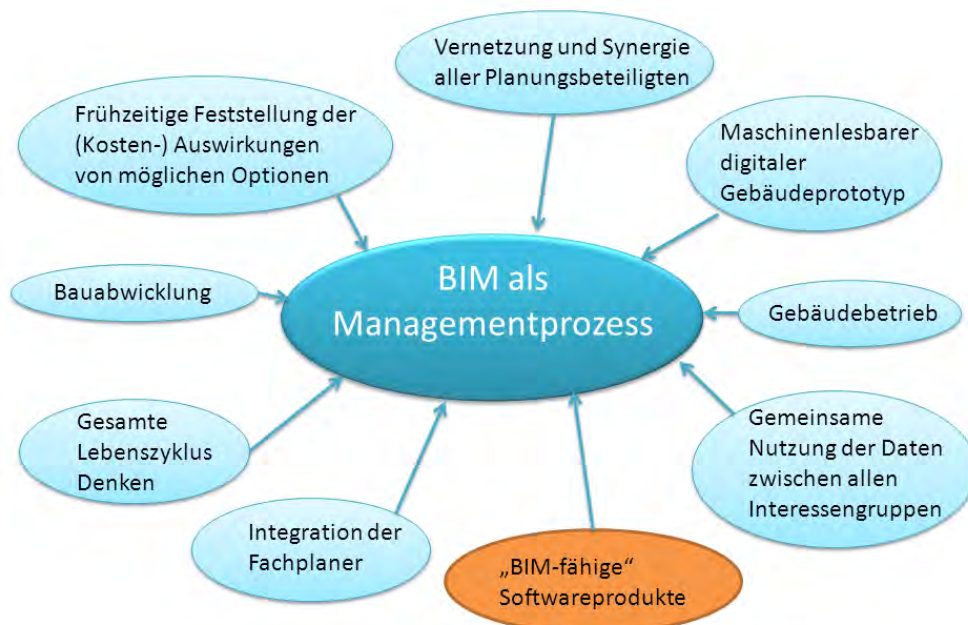 Vernetzung und Synergie
aller Planungsbeteiligten
Frühzeitige Feststellung der
(Kosten-) Auswirkungen
von möglichen Optionen
Maschinenlesbarer
digitaler
Gebäudeprototyp
BIM als
Managementprozess
Bauabwicklung
Gebäudebetrieb
Gesamte
Lebenszyklus
Denken
Gemeinsame
Nutzung der Daten
zwischen allen
Interessengruppen
Integration der
Fachplaner
„BIM-fähige“
Softwareprodukte